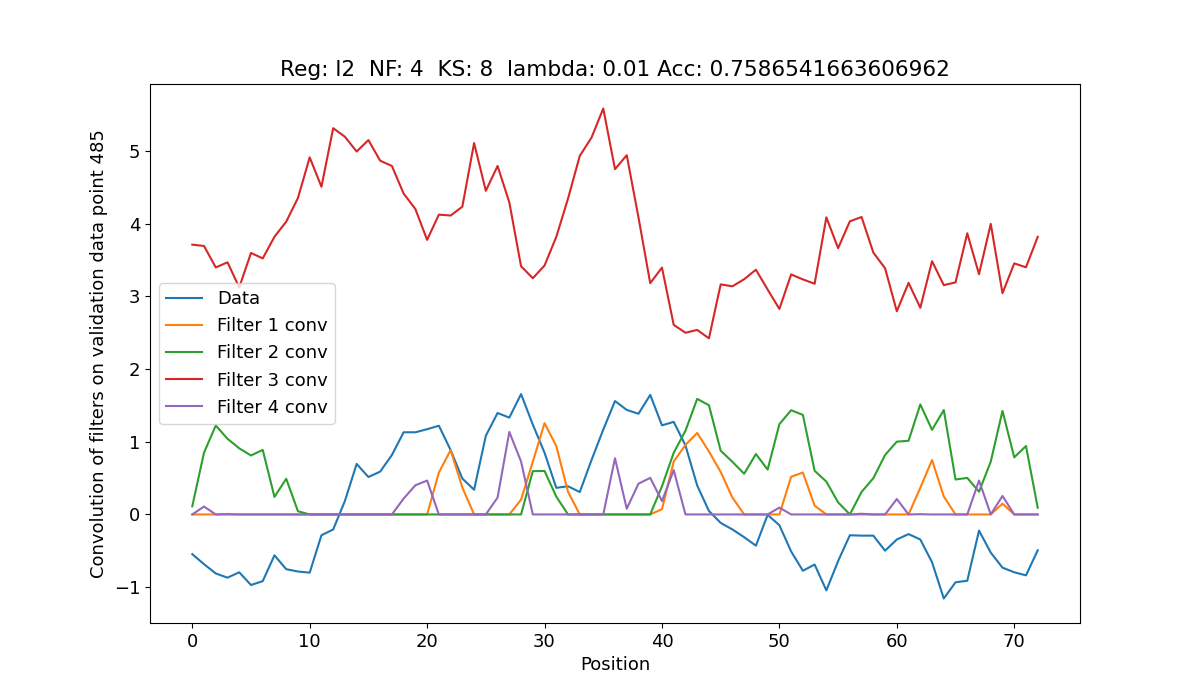 Reg: l2  NF: 4  KS: 8  lambda: 0.01 Acc: 0.7586541663606962
Convolution of filters on validation data point 485
5
4
3
2
1
0
−1
Data
Filter 1 conv
Filter 2 conv
Filter 3 conv
Filter 4 conv
0 10 20 30 40 50 60 70
Position